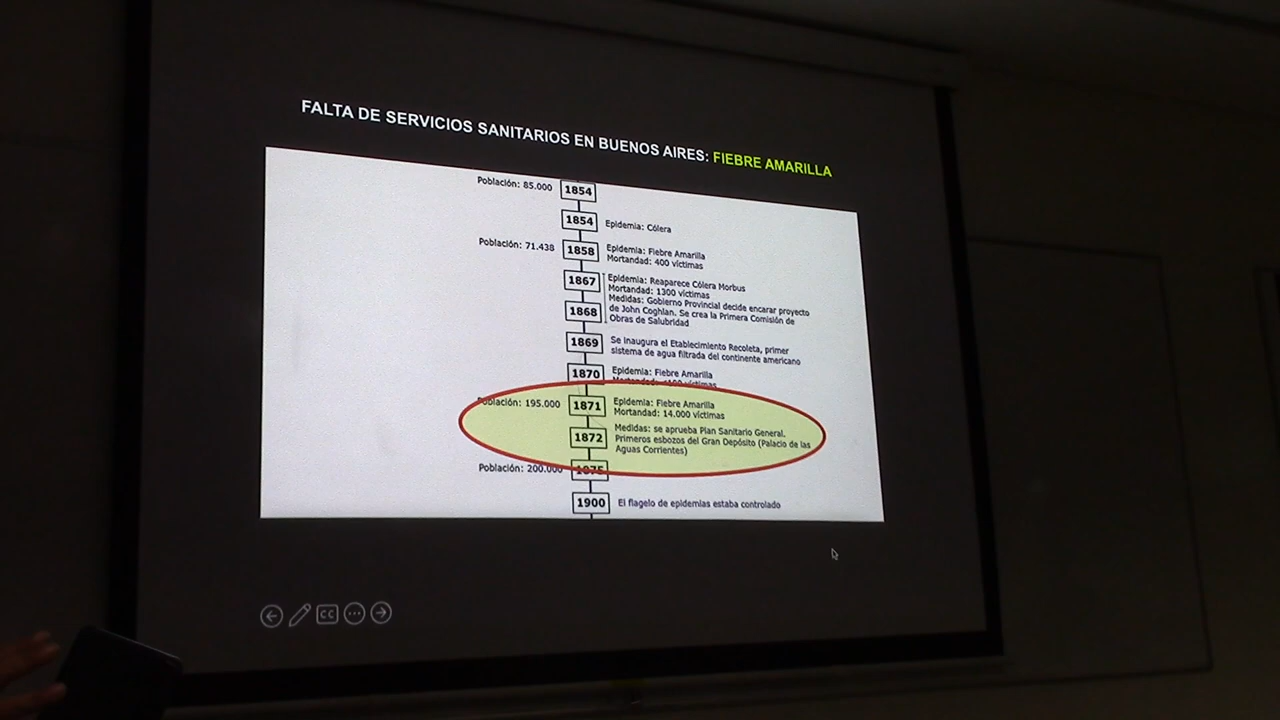 FALTA DE SERVICIOS SANITARIOS EN BUENOS AIRES: FIEBRE AMARILLA
Población: 85.000 1854
1854 Epidemia: Cólera
Población: 71.438 1858 Epidemia: Fiebre Amarilla
Mortandad: 400 víctimas
1867 Epidemia: Reaparece Cólera Morbus
Mortandad: 1300 víctimas
Medidas: Gobierno Provincial decide encarar proyecto
1868 de John Coghlan. Se crea la Primera Comisión de
Obras de Salubridad
1869 Se inaugura el Etablecimiento Recoleta, primer
sistema de agua filtrada del continente americano
1870 Epidemia: Fiebre Amarilla
Mortandad: víctimas
Población: 195.000 1871 Epidemia: Fiebre Amarilla
Mortandad: 14.000 víctimas
1872 Medidas: se aprueba Plan Sanitario General.
Primeros esbozos del Gran Depósito (Palacio de las
Aguas Corrientes)
Población: 200.000 1875
1900 El flagelo de epidemias estaba controlado
CC